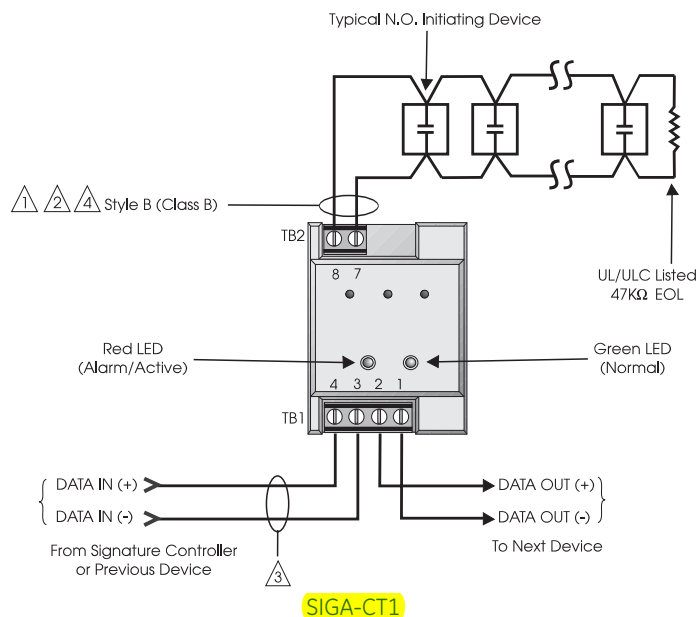 Typical N.O. Initiating Device
1 2 4 Style B (Class B)
TB2
8 7
UL/ULC Listed
47KΩ EOL
Red LED
(Alarm/Active)
Green LED
(Normal)
4 3 2 1
TB1
DATA IN (+)
DATA OUT (+)
DATA IN (-)
DATA OUT (-)
From Signature Controller
or Previous Device
To Next Device
3
SIGA-CT1